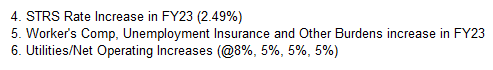 4. STRS Rate Increase in FY23 (2.49%)
5. Worker's Comp, Unemployment Insurance and Other Burdens increase in FY23
6. Utilities/Net Operating Increases (@8%, 5%, 5%, 5%)